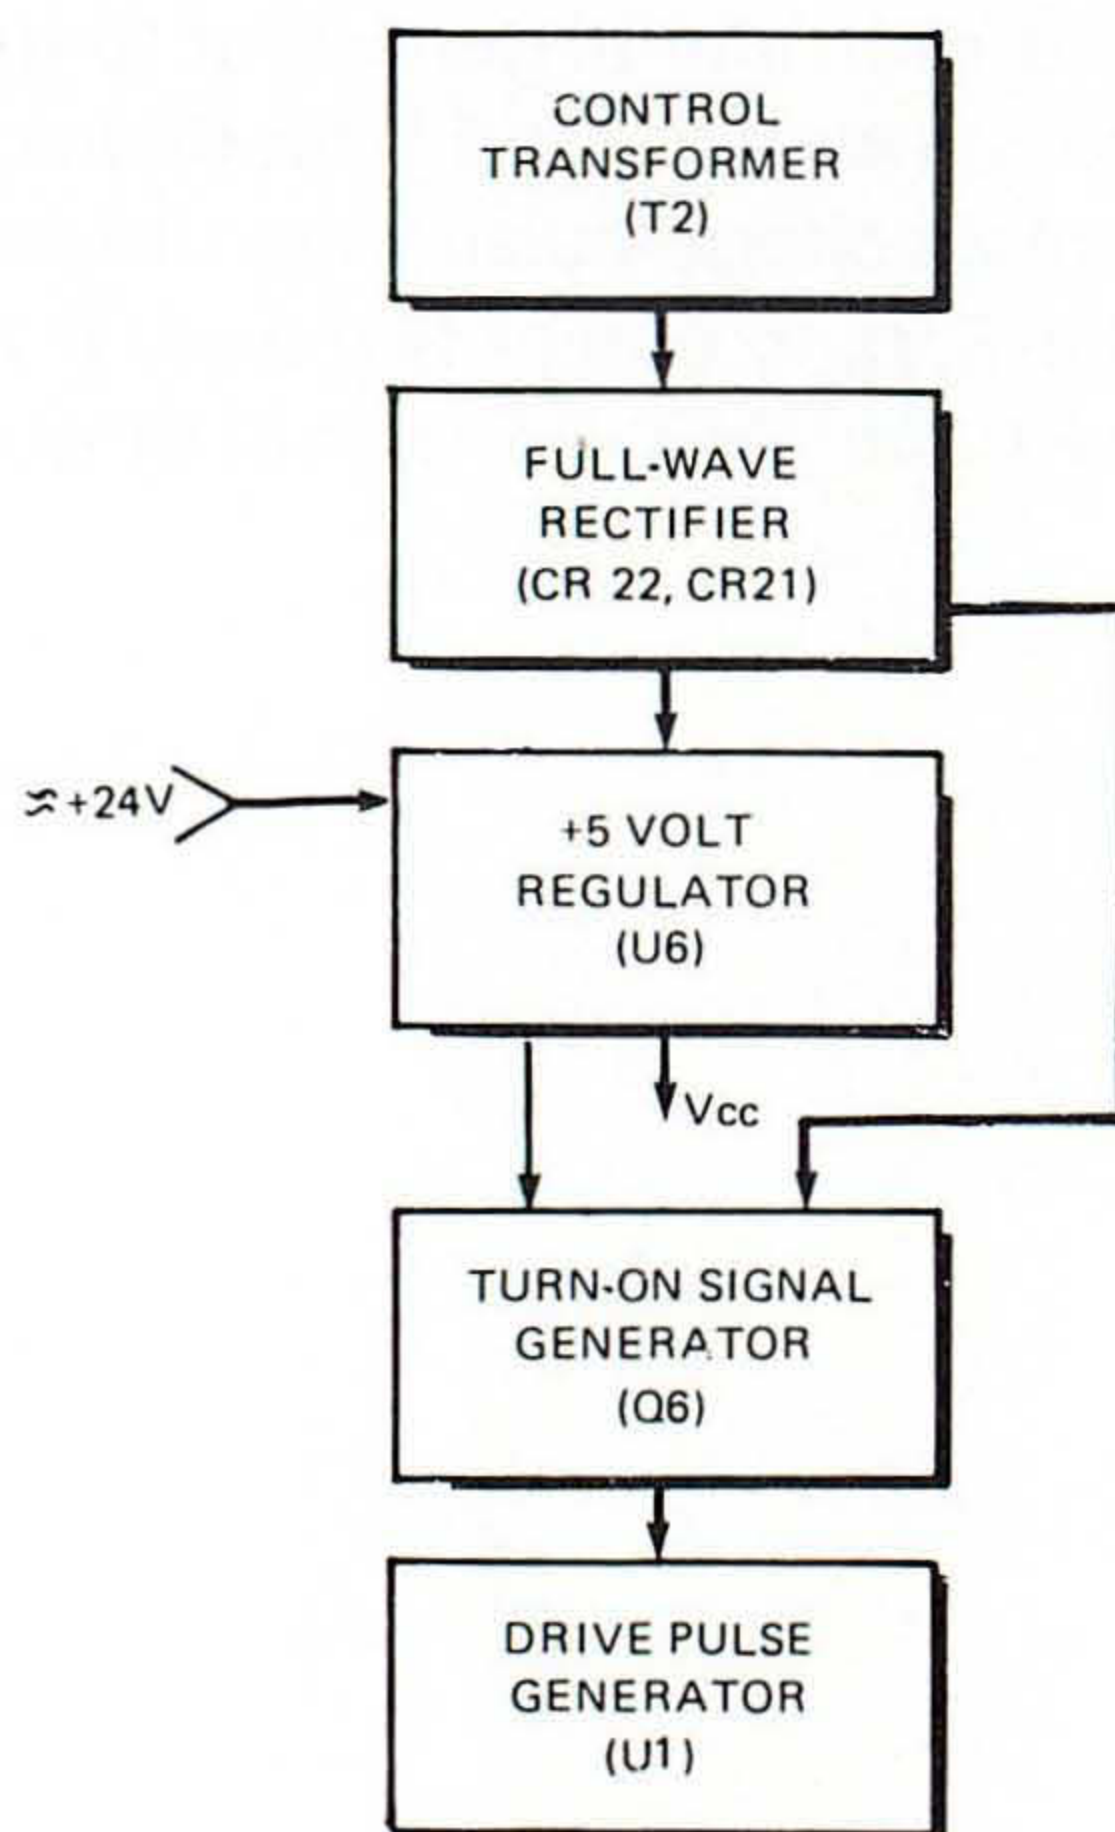 CONTROL
TRANSFORMER
(T2)
FULL-WAVE
RECTIFIER
(CR 22, CR21)
≈+24V
+5 VOLT
REGULATOR
(U6)
Vcc
TURN-ON SIGNAL
GENERATOR
(Q6)
DRIVE PULSE
GENERATOR
(U1)